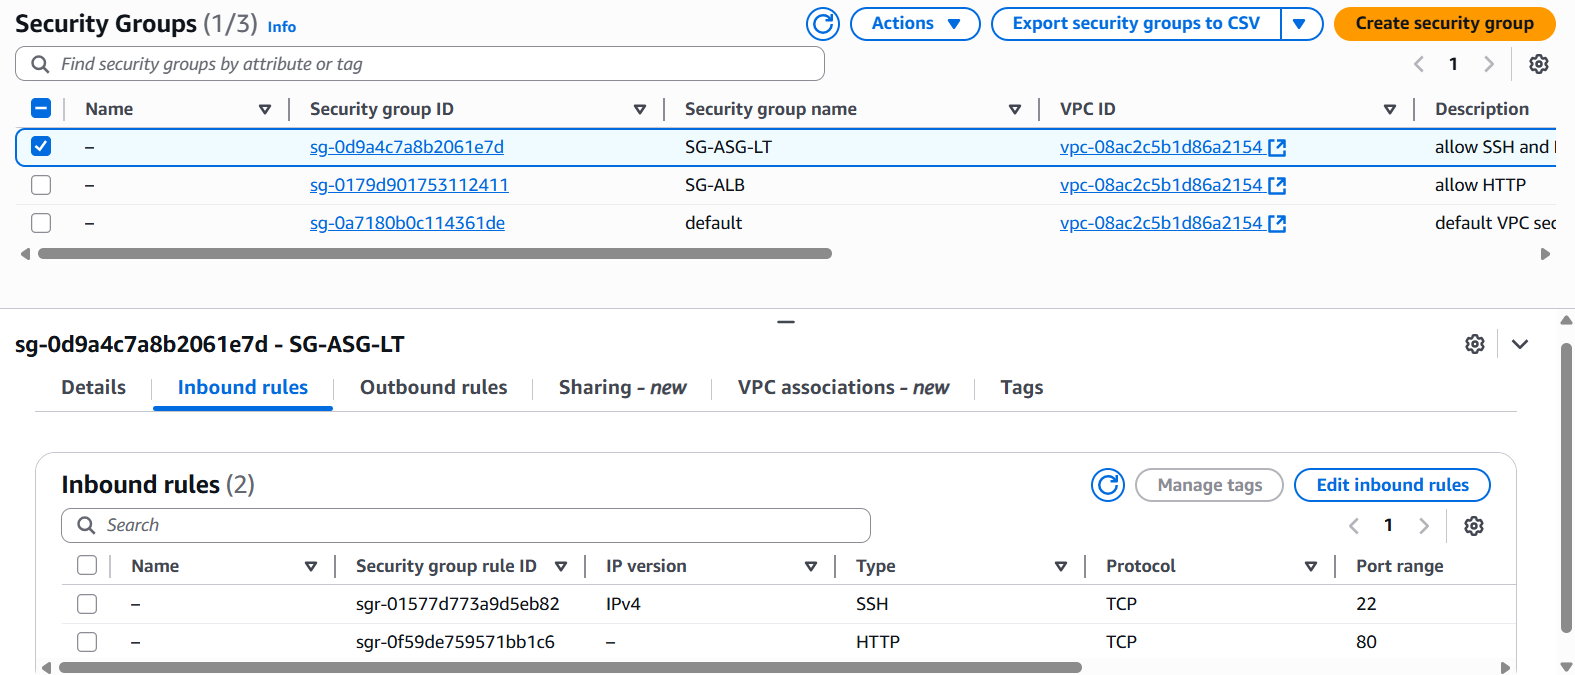 Security Groups (1/3) Info Actions Export security groups to CSV Create security group
Find security groups by attribute or tag 1
Name Security group ID Security group name VPC ID Description
– sg-0d9a4c7a8b2061e7d SG-ASG-LT vpc-08ac2c5b1d86a2154 allow SSH and
– sg-0179d901753112411 SG-ALB vpc-08ac2c5b1d86a2154 allow HTTP
– sg-0a7180b0c114361de default vpc-08ac2c5b1d86a2154 default VPC sec
sg-0d9a4c7a8b2061e7d - SG-ASG-LT
Details Inbound rules Outbound rules Sharing - new VPC associations - new Tags
Inbound rules (2) Manage tags Edit inbound rules
Search 1
Name Security group rule ID IP version Type Protocol Port range
– sgr-01577d773a9d5eb82 IPv4 SSH TCP 22
– sgr-0f59de759571bb1c6 – HTTP TCP 80